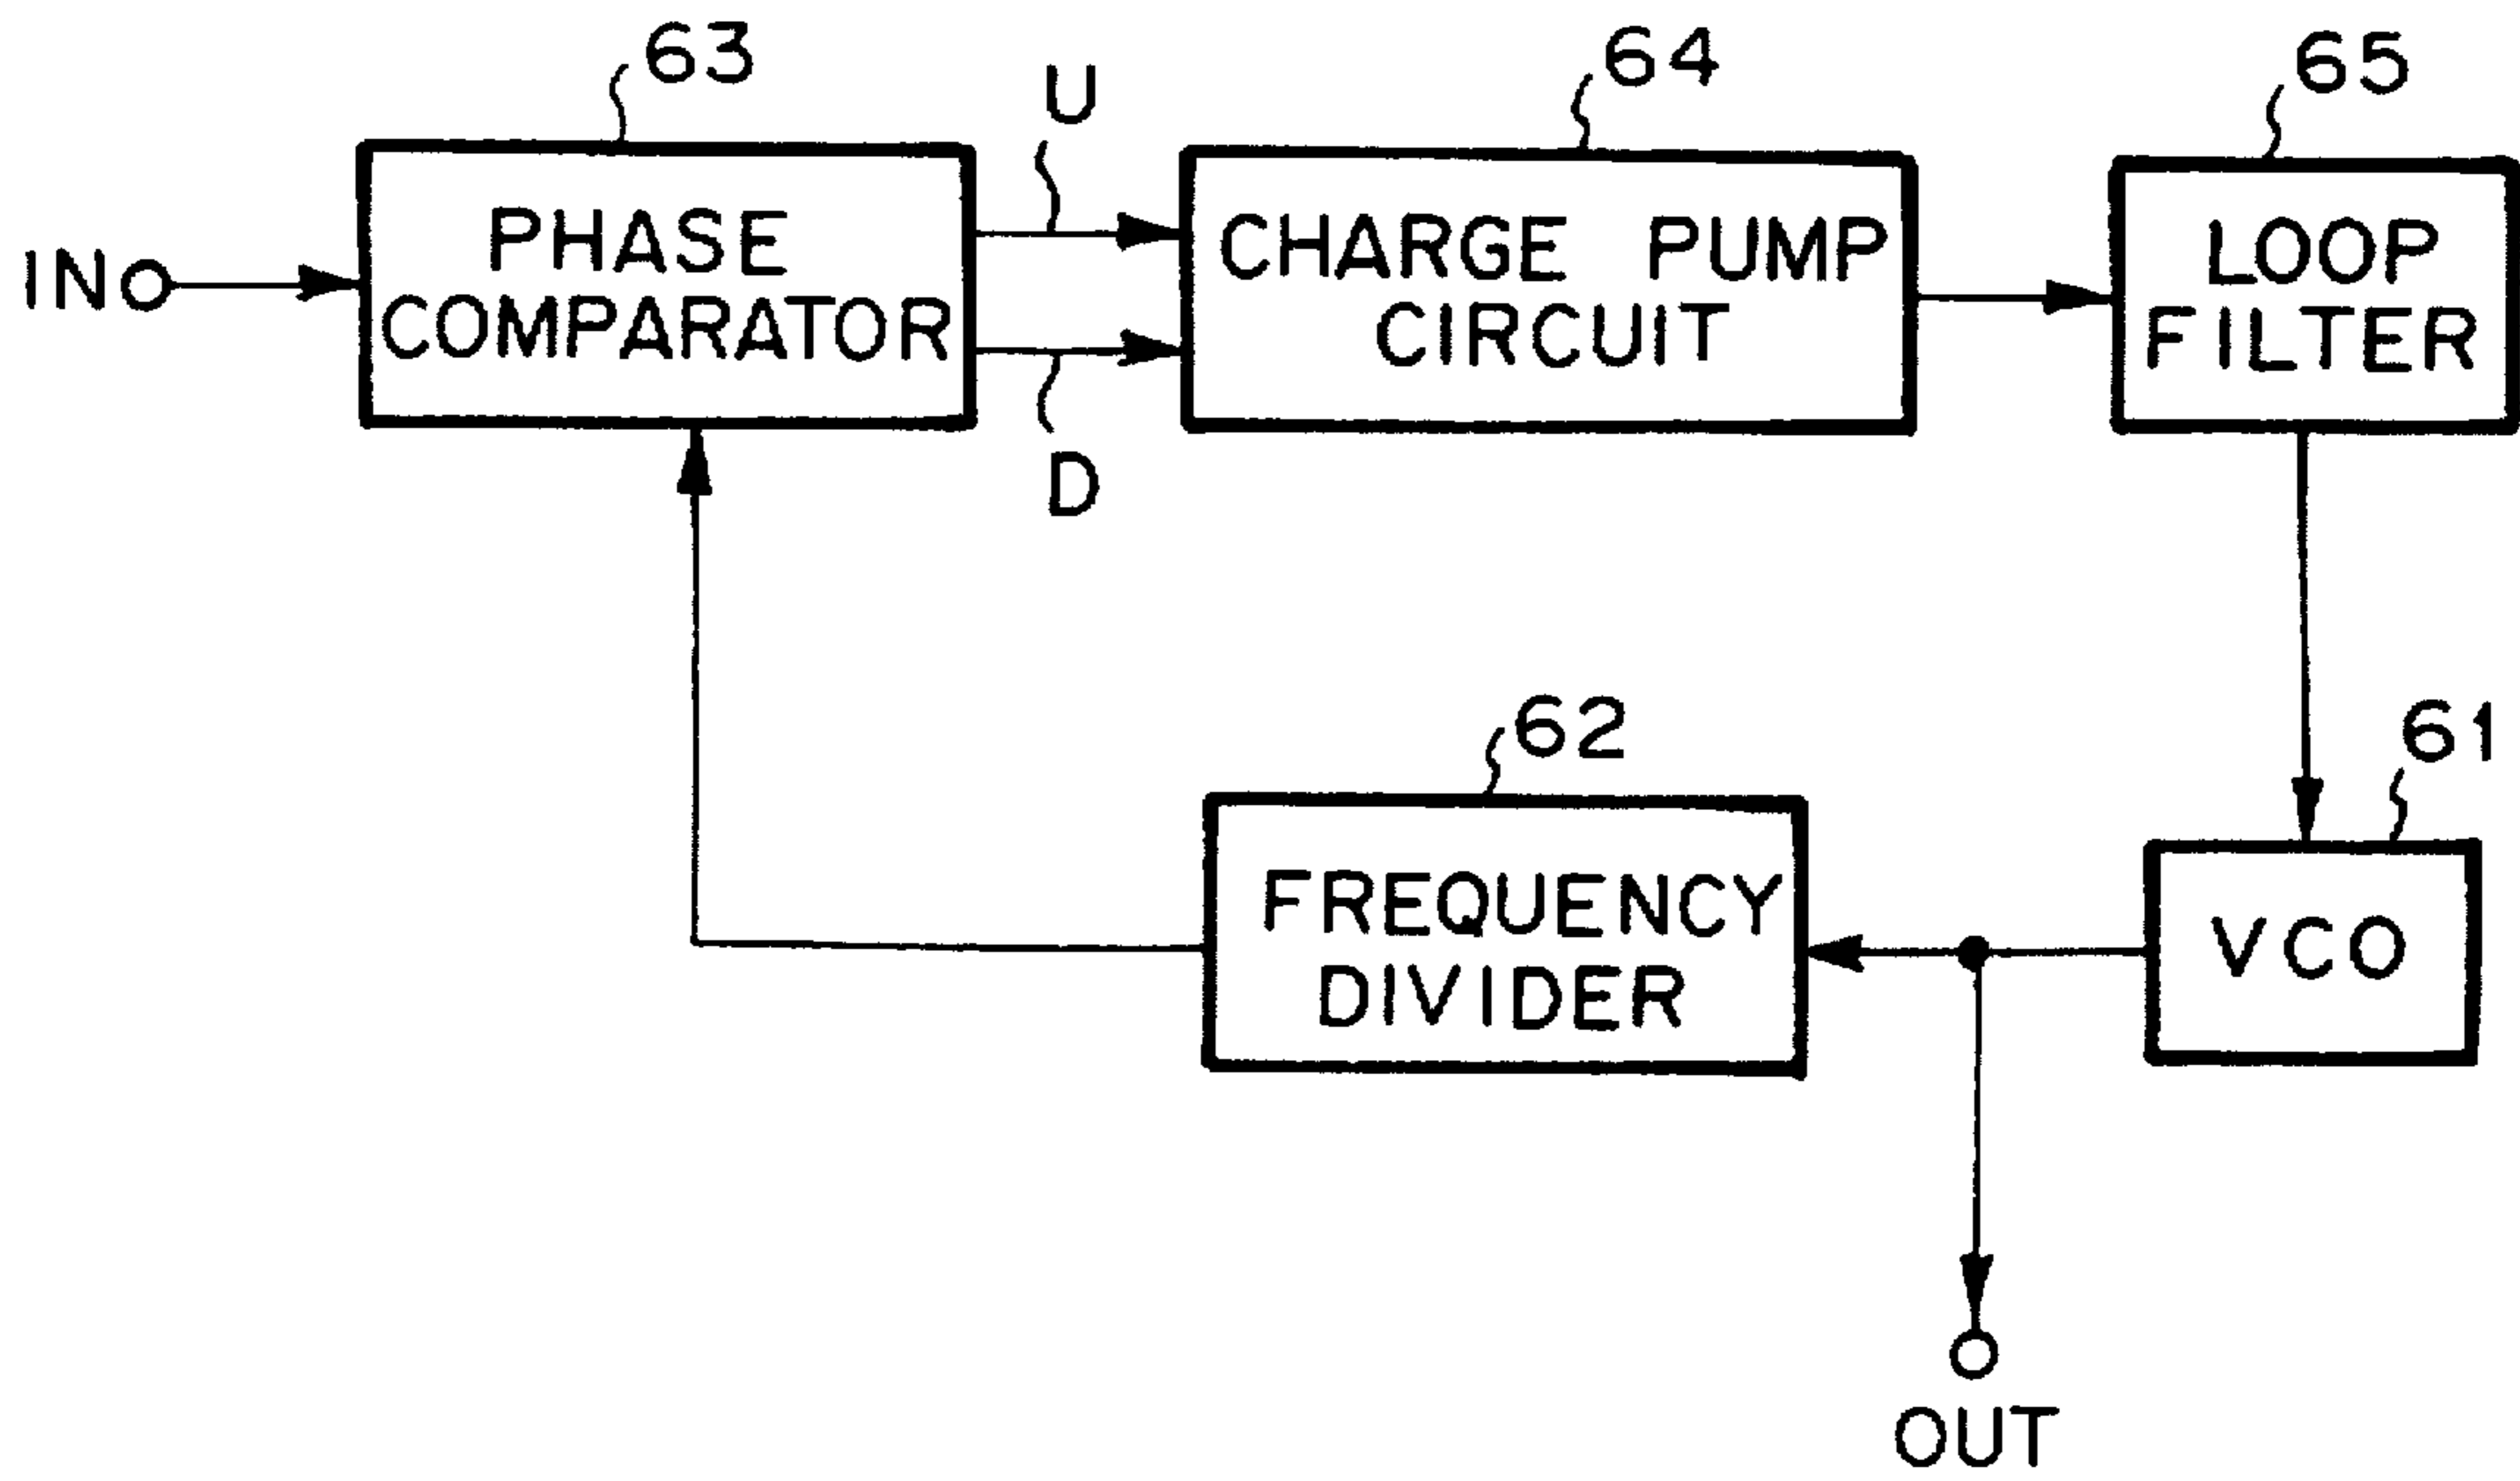 63
U
64
65
IN
PHASE
COMPARATOR
CHARGE PUMP
CIRCUIT
LOOP
FILTER
D
62
61
FREQUENCY
DIVIDER
VCO
OUT